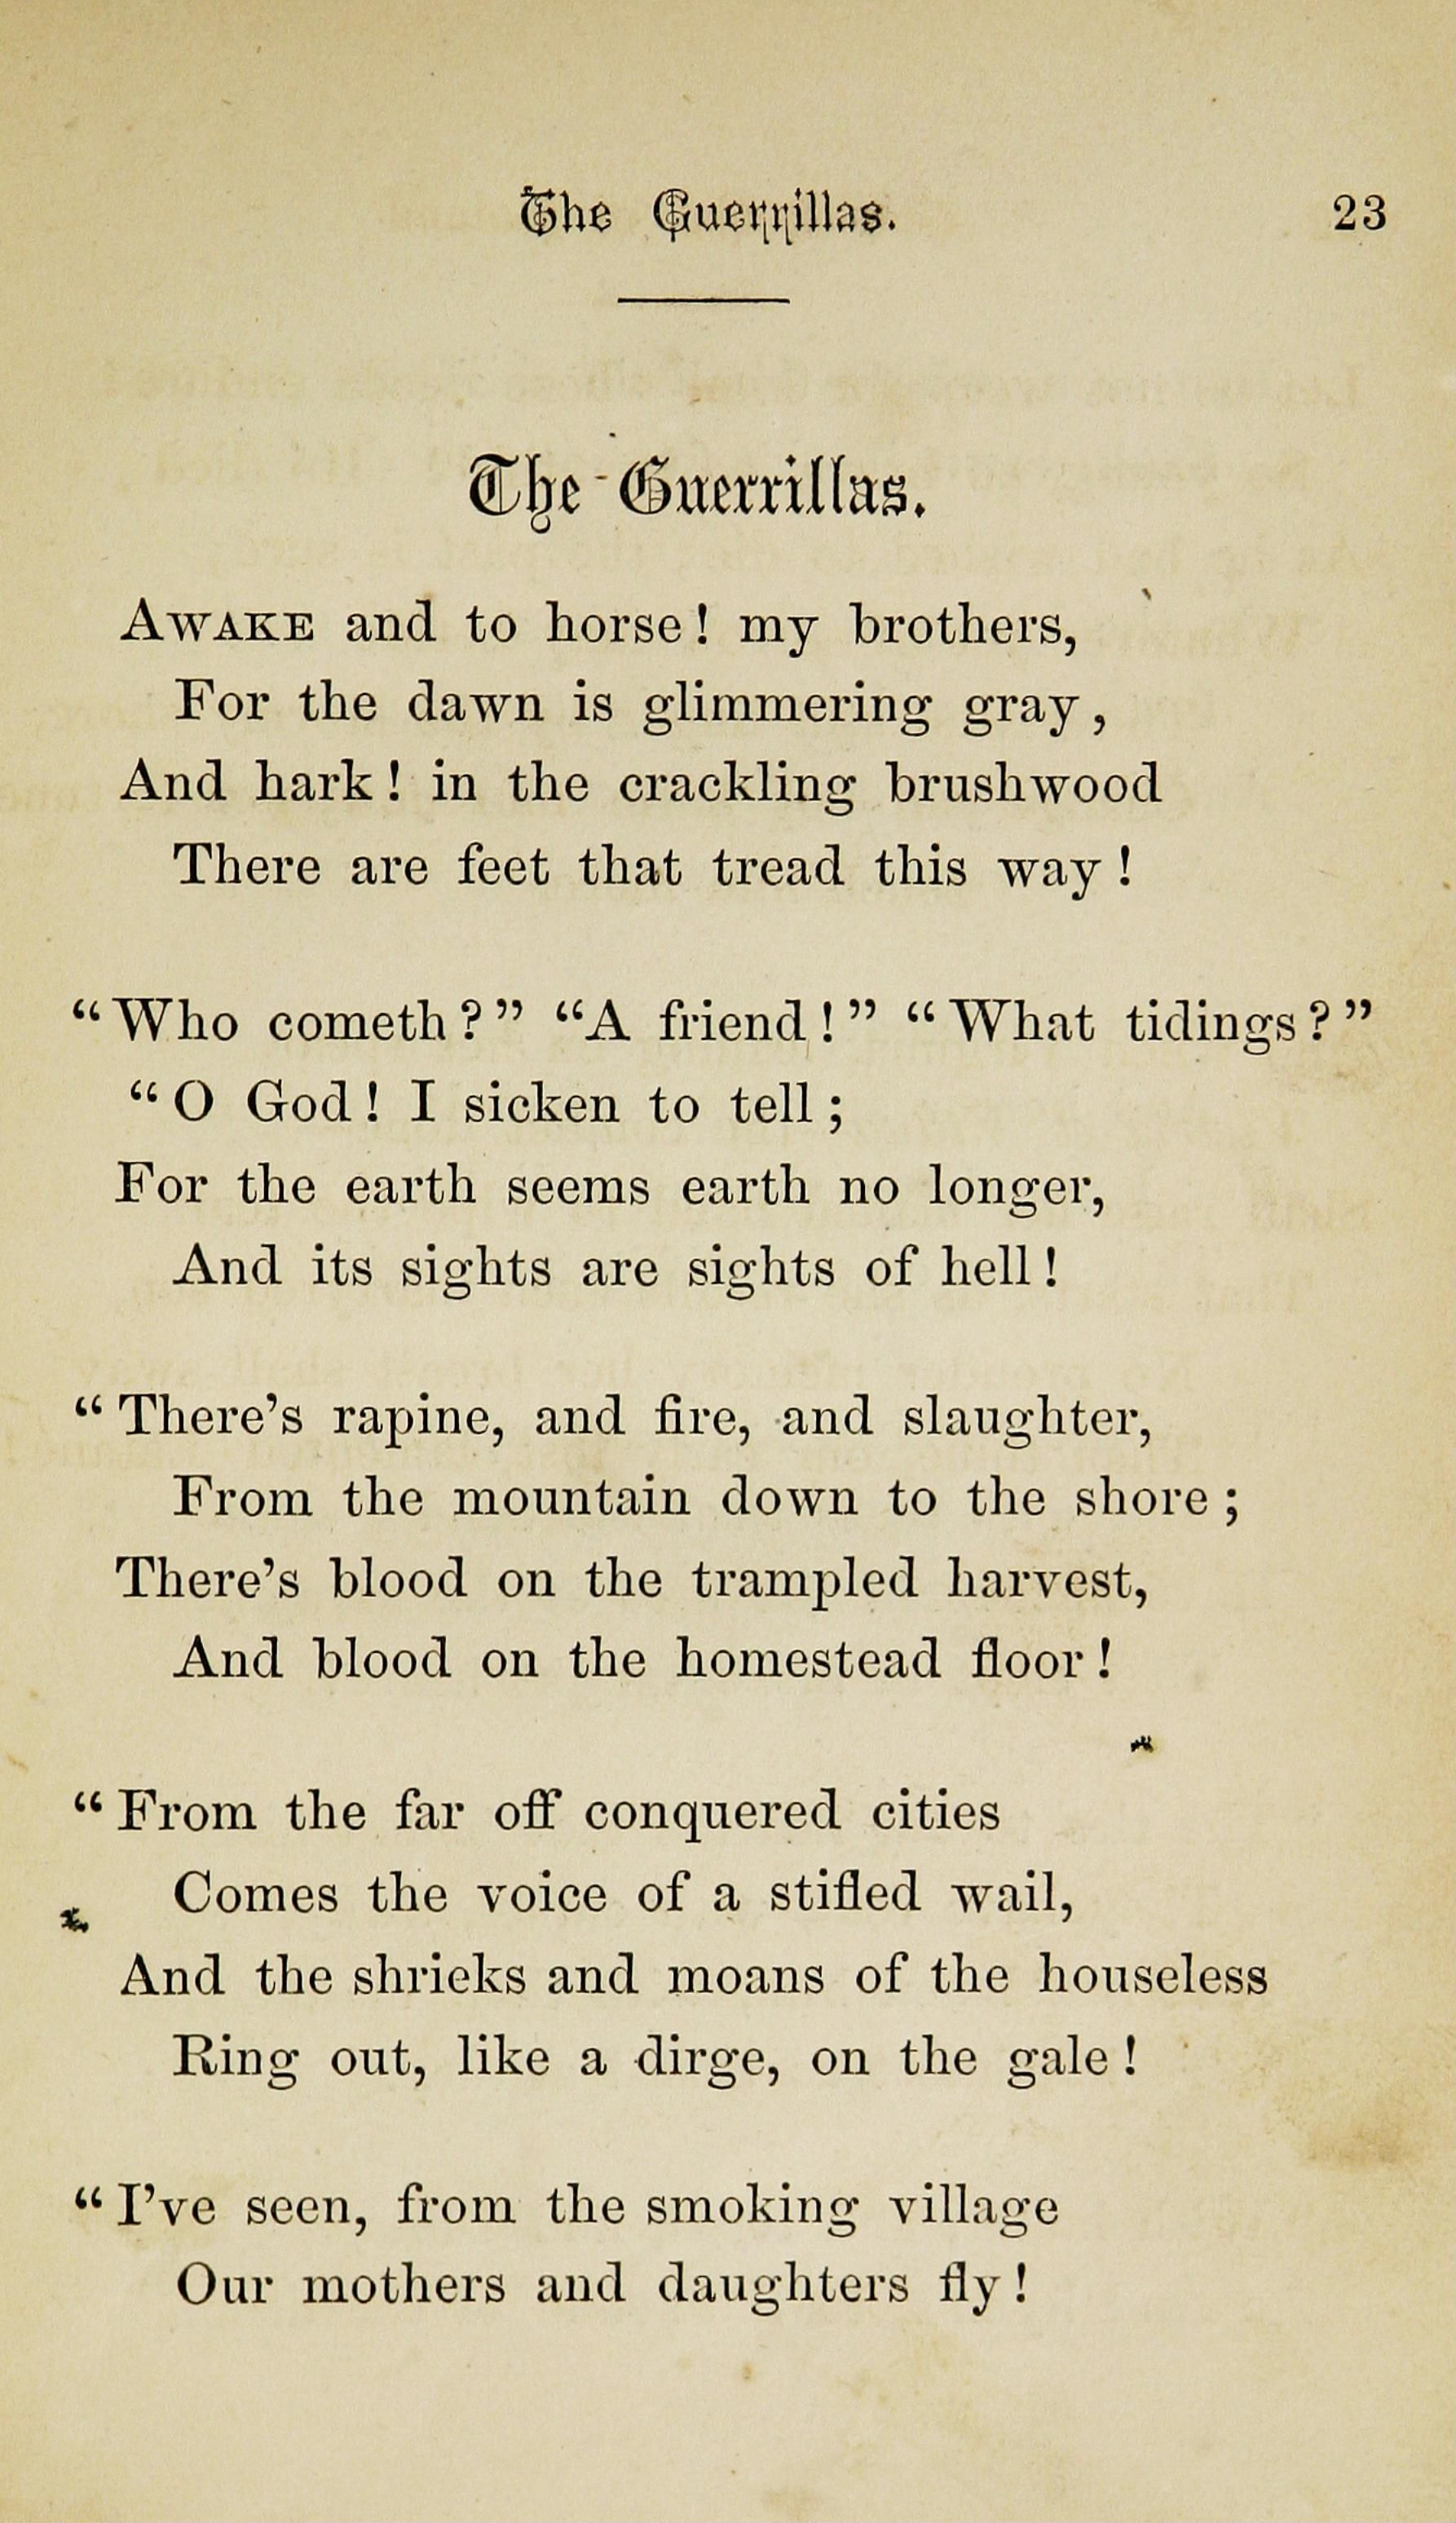 The Guerrillas. 23
The Guerrillas.
AWAKE and to horse! my brothers,
For the dawn is glimmering gray,
And hark! in the crackling brushwood
There are feet that tread this way!
“Who cometh?” “A friend!” “What tidings?”
“O God! I sicken to tell;
For the earth seems earth no longer,
And its sights are sights of hell!
“There’s rapine, and fire, and slaughter,
From the mountain down to the shore;
There’s blood on the trampled harvest,
And blood on the homestead floor!
“From the far off conquered cities
Comes the voice of a stifled wail,
And the shrieks and moans of the houseless
Ring out, like a dirge, on the gale!
“I’ve seen, from the smoking village
Our mothers and daughters fly!